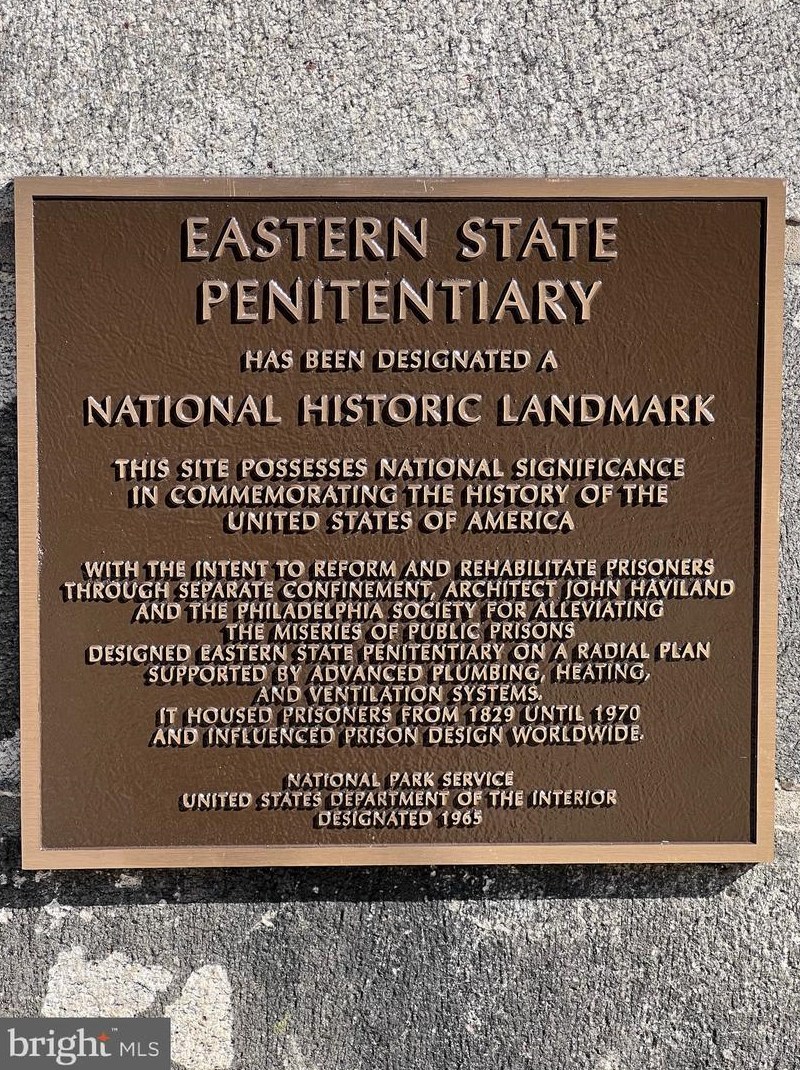 EASTERN STATE
PENITENTIARY
HAS BEEN DESIGNATED A
NATIONAL HISTORIC LANDMARK
THIS SITE POSSESSES NATIONAL SIGNIFICANCE
IN COMMEMORATING THE HISTORY OF THE
UNITED STATES OF AMERICA
WITH THE INTENT TO REFORM AND REHABILITATE PRISONERS
THROUGH SEPARATE CONFINEMENT, ARCHITECT JOHN HAVILAND
AND THE PHILADELPHIA SOCIETY FOR ALLEVIATING
THE MISERIES OF PUBLIC PRISONS
DESIGNED EASTERN STATE PENITENTIARY ON A RADIAL PLAN
SUPPORTED BY ADVANCED PLUMBING, HEATING,
AND VENTILATION SYSTEMS.
IT HOUSED PRISONERS FROM 1829 UNTIL 1970
AND INFLUENCED PRISON DESIGN WORLDWIDE.
NATIONAL PARK SERVICE
UNITED STATES DEPARTMENT OF THE INTERIOR
DESIGNATED 1965
bright™ MLS